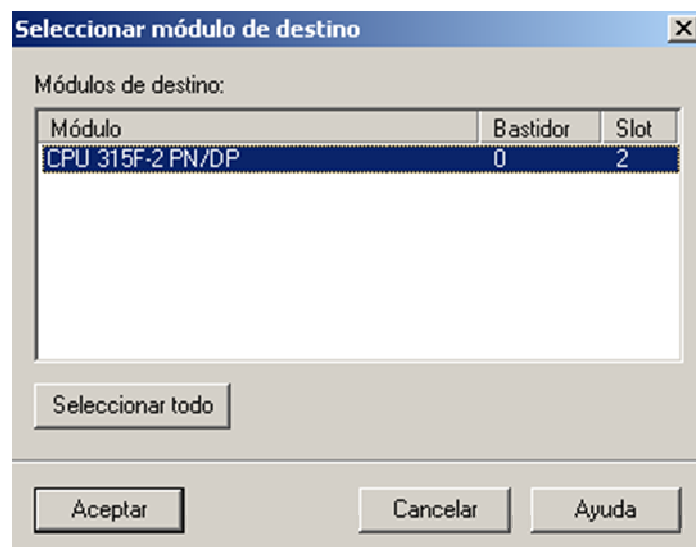 Seleccionar módulo de destino
Módulos de destino:
Módulo Bastidor Slot
CPU 315F-2 PN/DP 0 2
Seleccionar todo
Aceptar Cancelar Ayuda